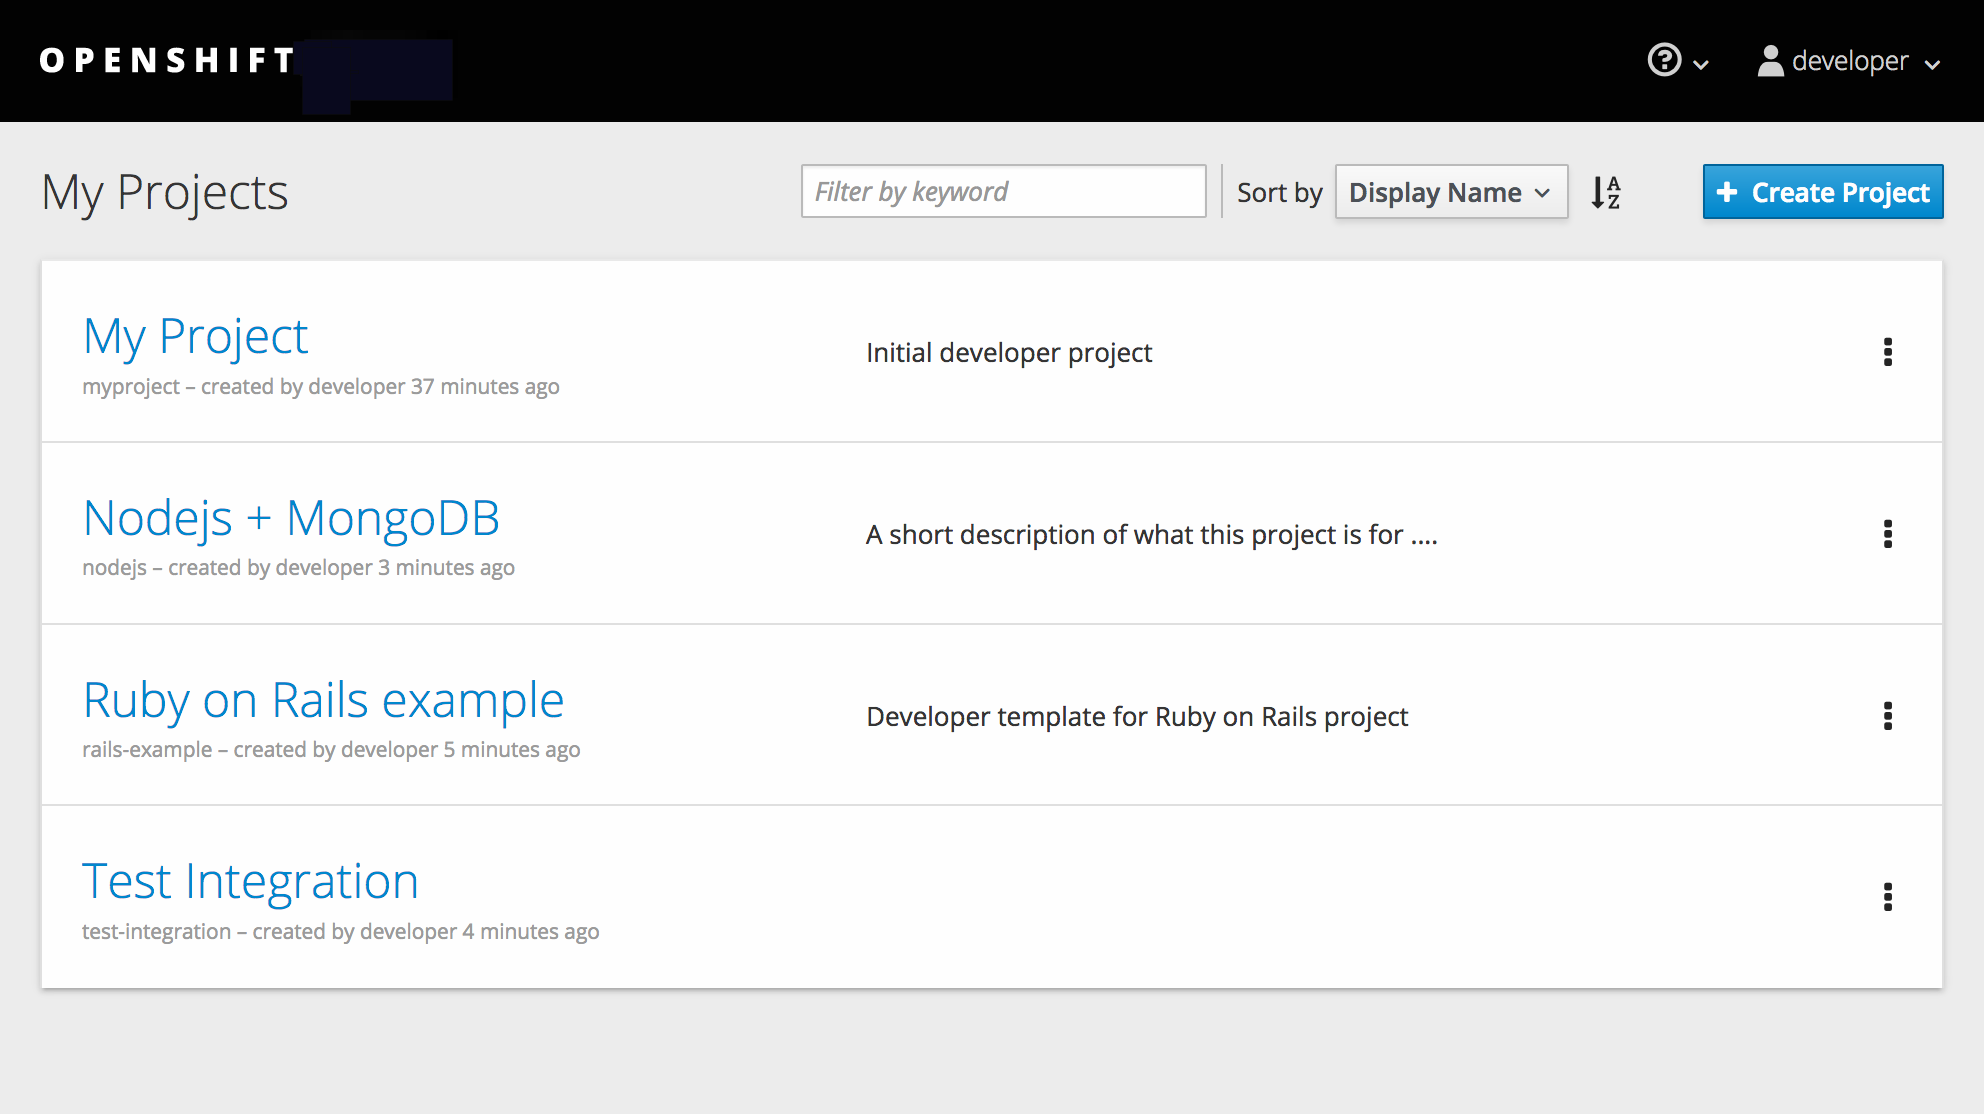 OPENSHIFT
developer
My Projects
Filter by keyword
Sort by
Display Name
A
Z
Create Project
My Project
myproject – created by developer 37 minutes ago
Initial developer project
Nodejs + MongoDB
nodejs – created by developer 3 minutes ago
A short description of what this project is for ....
Ruby on Rails example
rails-example – created by developer 5 minutes ago
Developer template for Ruby on Rails project
Test Integration
test-integration – created by developer 4 minutes ago